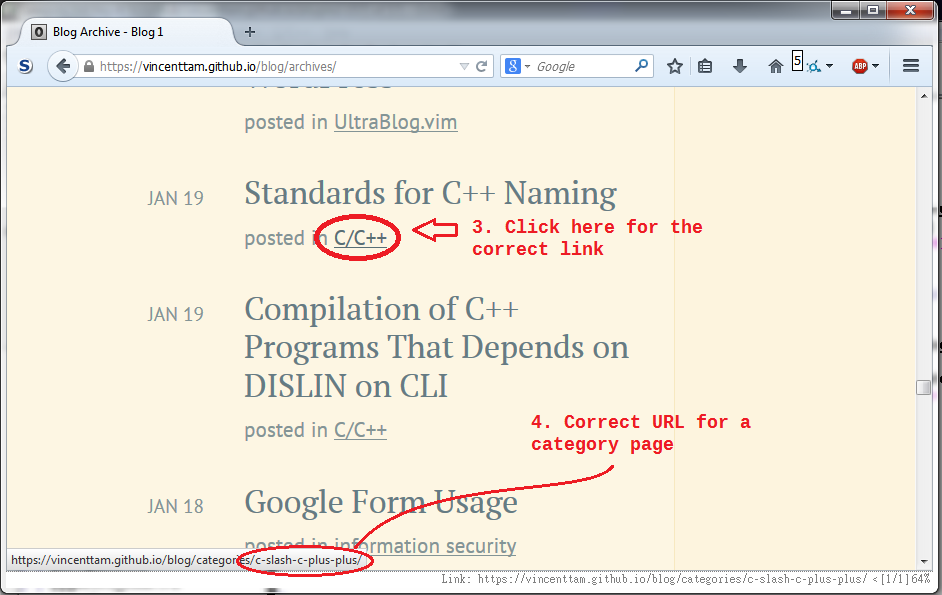 Blog Archive - Blog 1
https://vincenttam.github.io/blog/archives/
Google
5
ABP
posted in UltraBlog.vim
JAN 19
Standards for C++ Naming
posted in C/C++
3. Click here for the
correct link
JAN 19
Compilation of C++
Programs That Depends on
DISLIN on CLI
posted in C/C++
4. Correct URL for a
category page
JAN 18
Google Form Usage
posted in information security
https://vincenttam.github.io/blog/categories/c-slash-c-plus-plus/
Link: https://vincenttam.github.io/blog/categories/c-slash-c-plus-plus/ <[1/1]64%